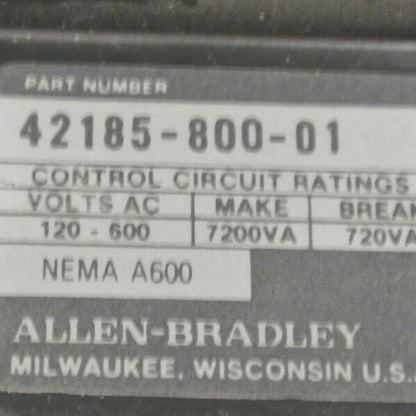 PART NUMBER
42185-800-01
CONTROL CIRCUIT RATINGS
VOLTS AC MAKE BREAK
120 - 600 7200VA 720VA
NEMA A600
ALLEN-BRADLEY
MILWAUKEE, WISCONSIN U.S.A